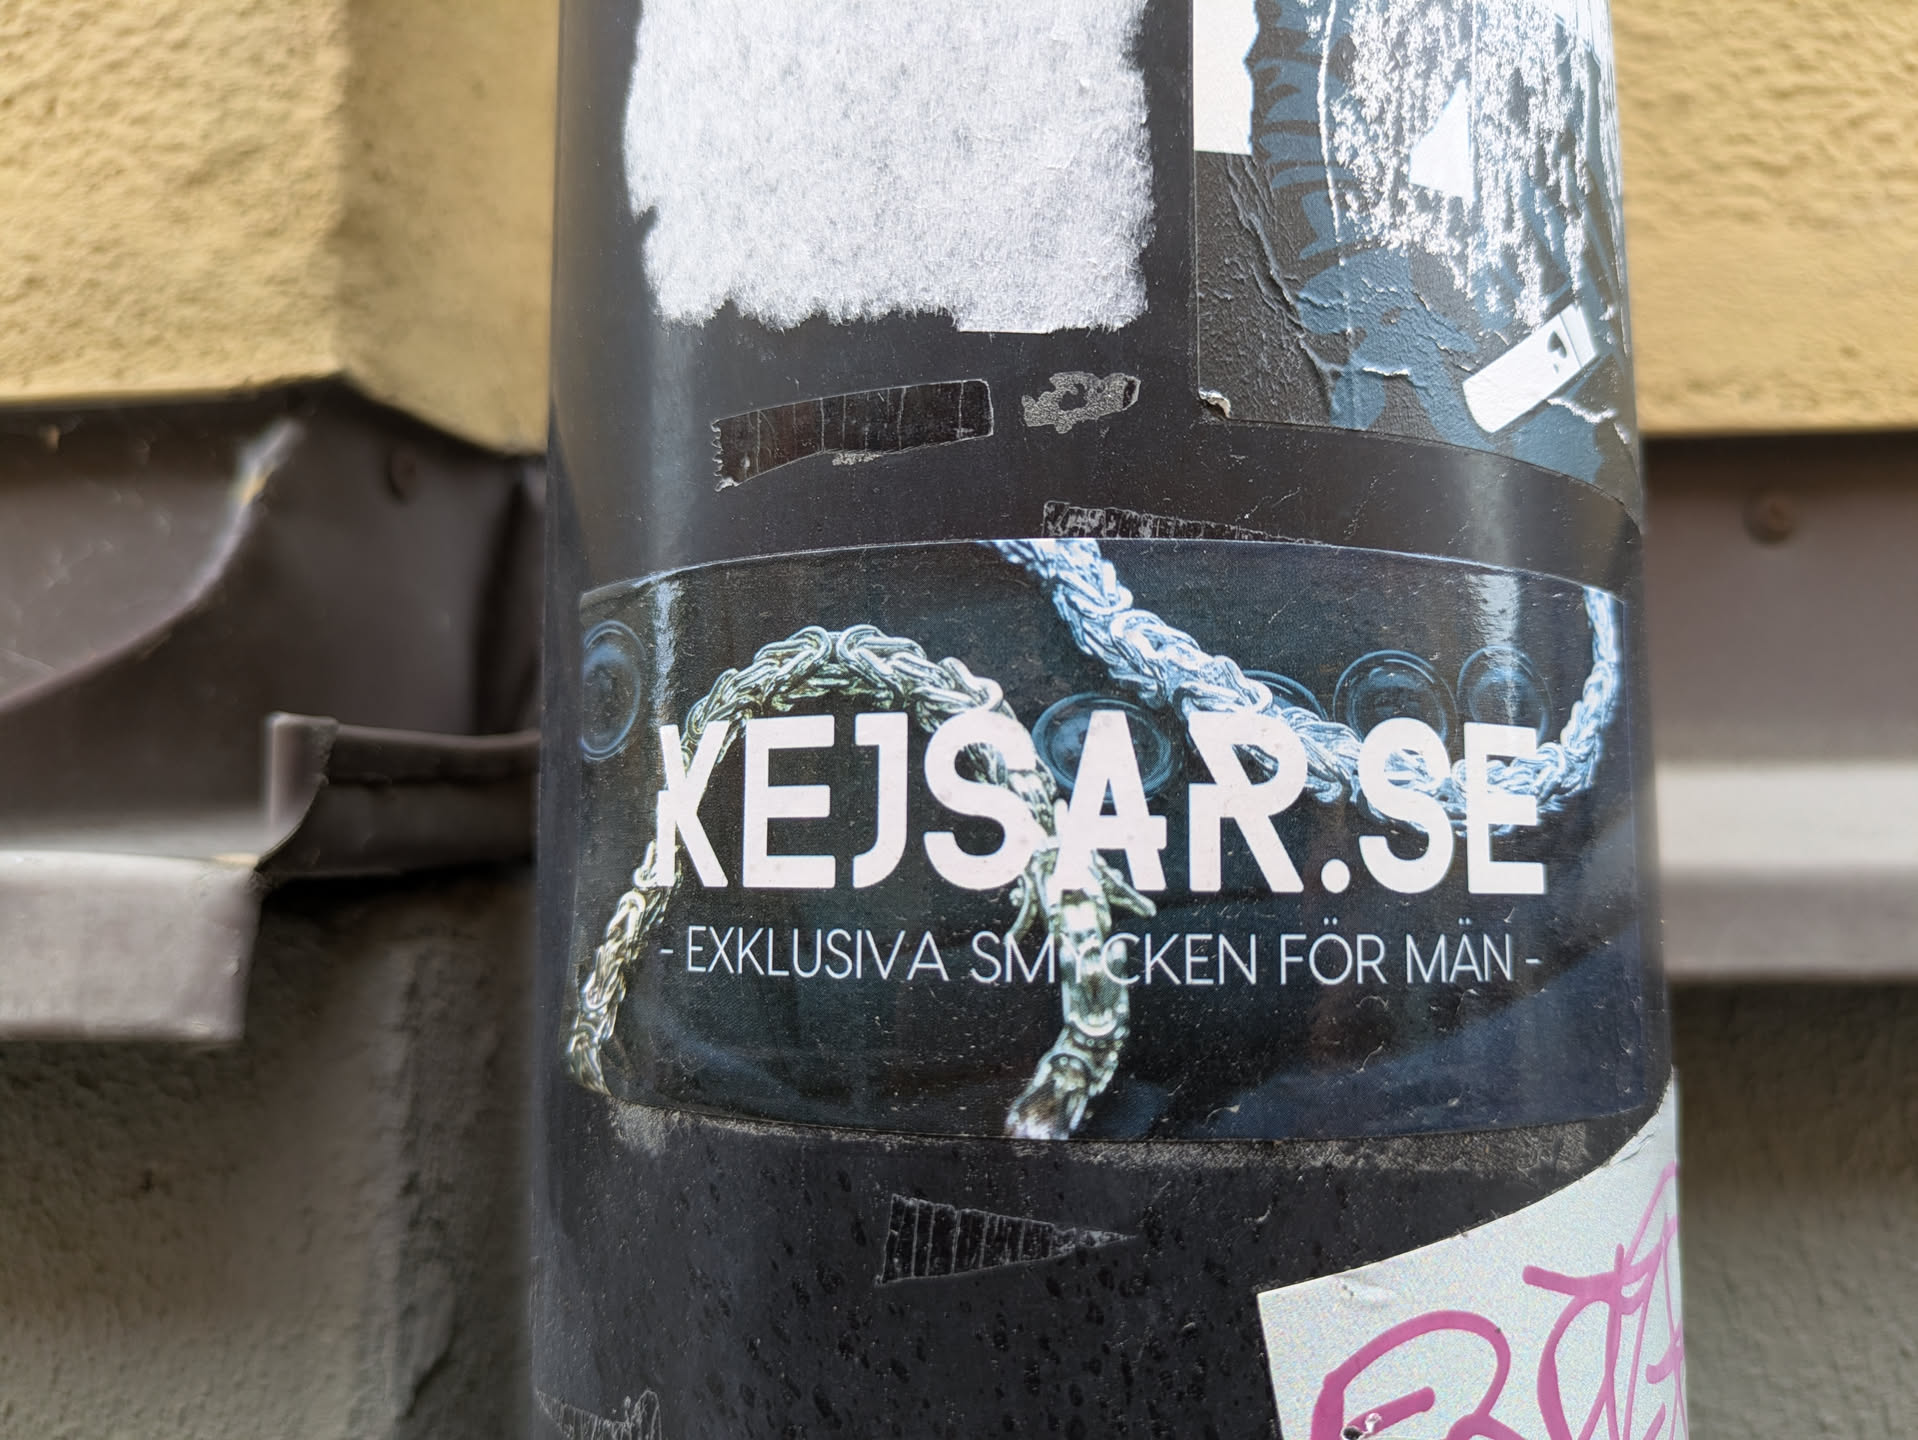 KEJSAR.SE
- EXKLUSIVA SMYCKEN FÖR MÄN -